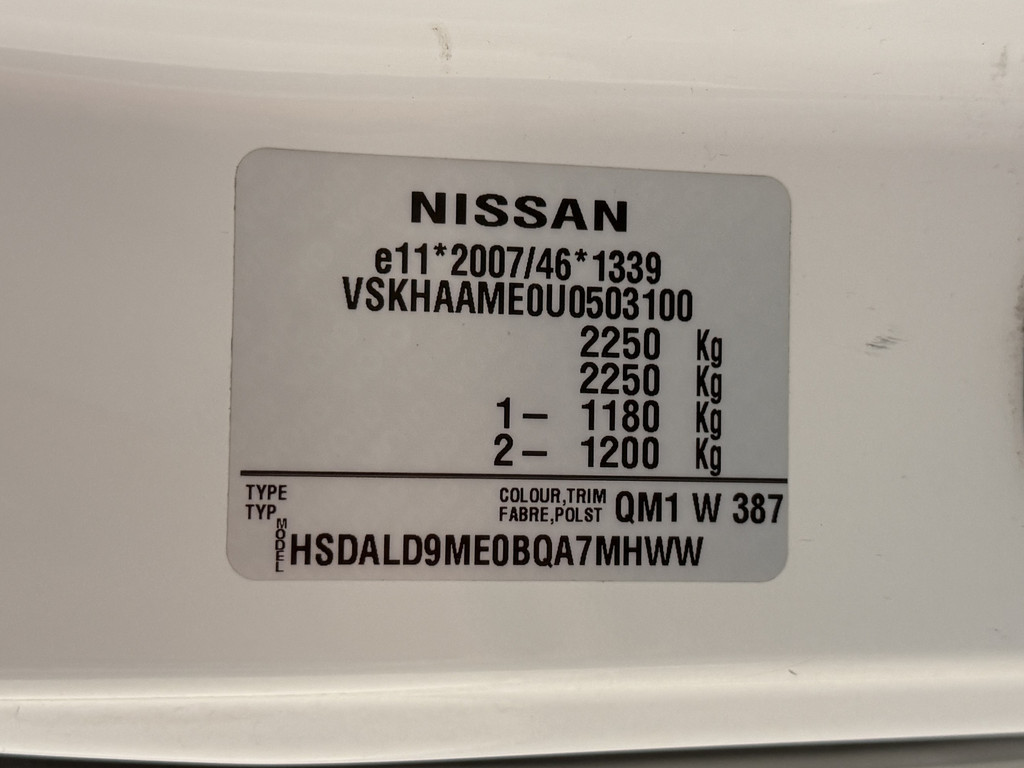 NISSAN
e11*2007/46*1339
VSKHAAME0U0503100
2250 Kg
2250 Kg
1- 1180 Kg
2- 1200 Kg
TYPE COLOUR,TRIM QM1 W 387
TYP FABRE,POLST
MODEL HSDALD9ME0BQA7MHWW